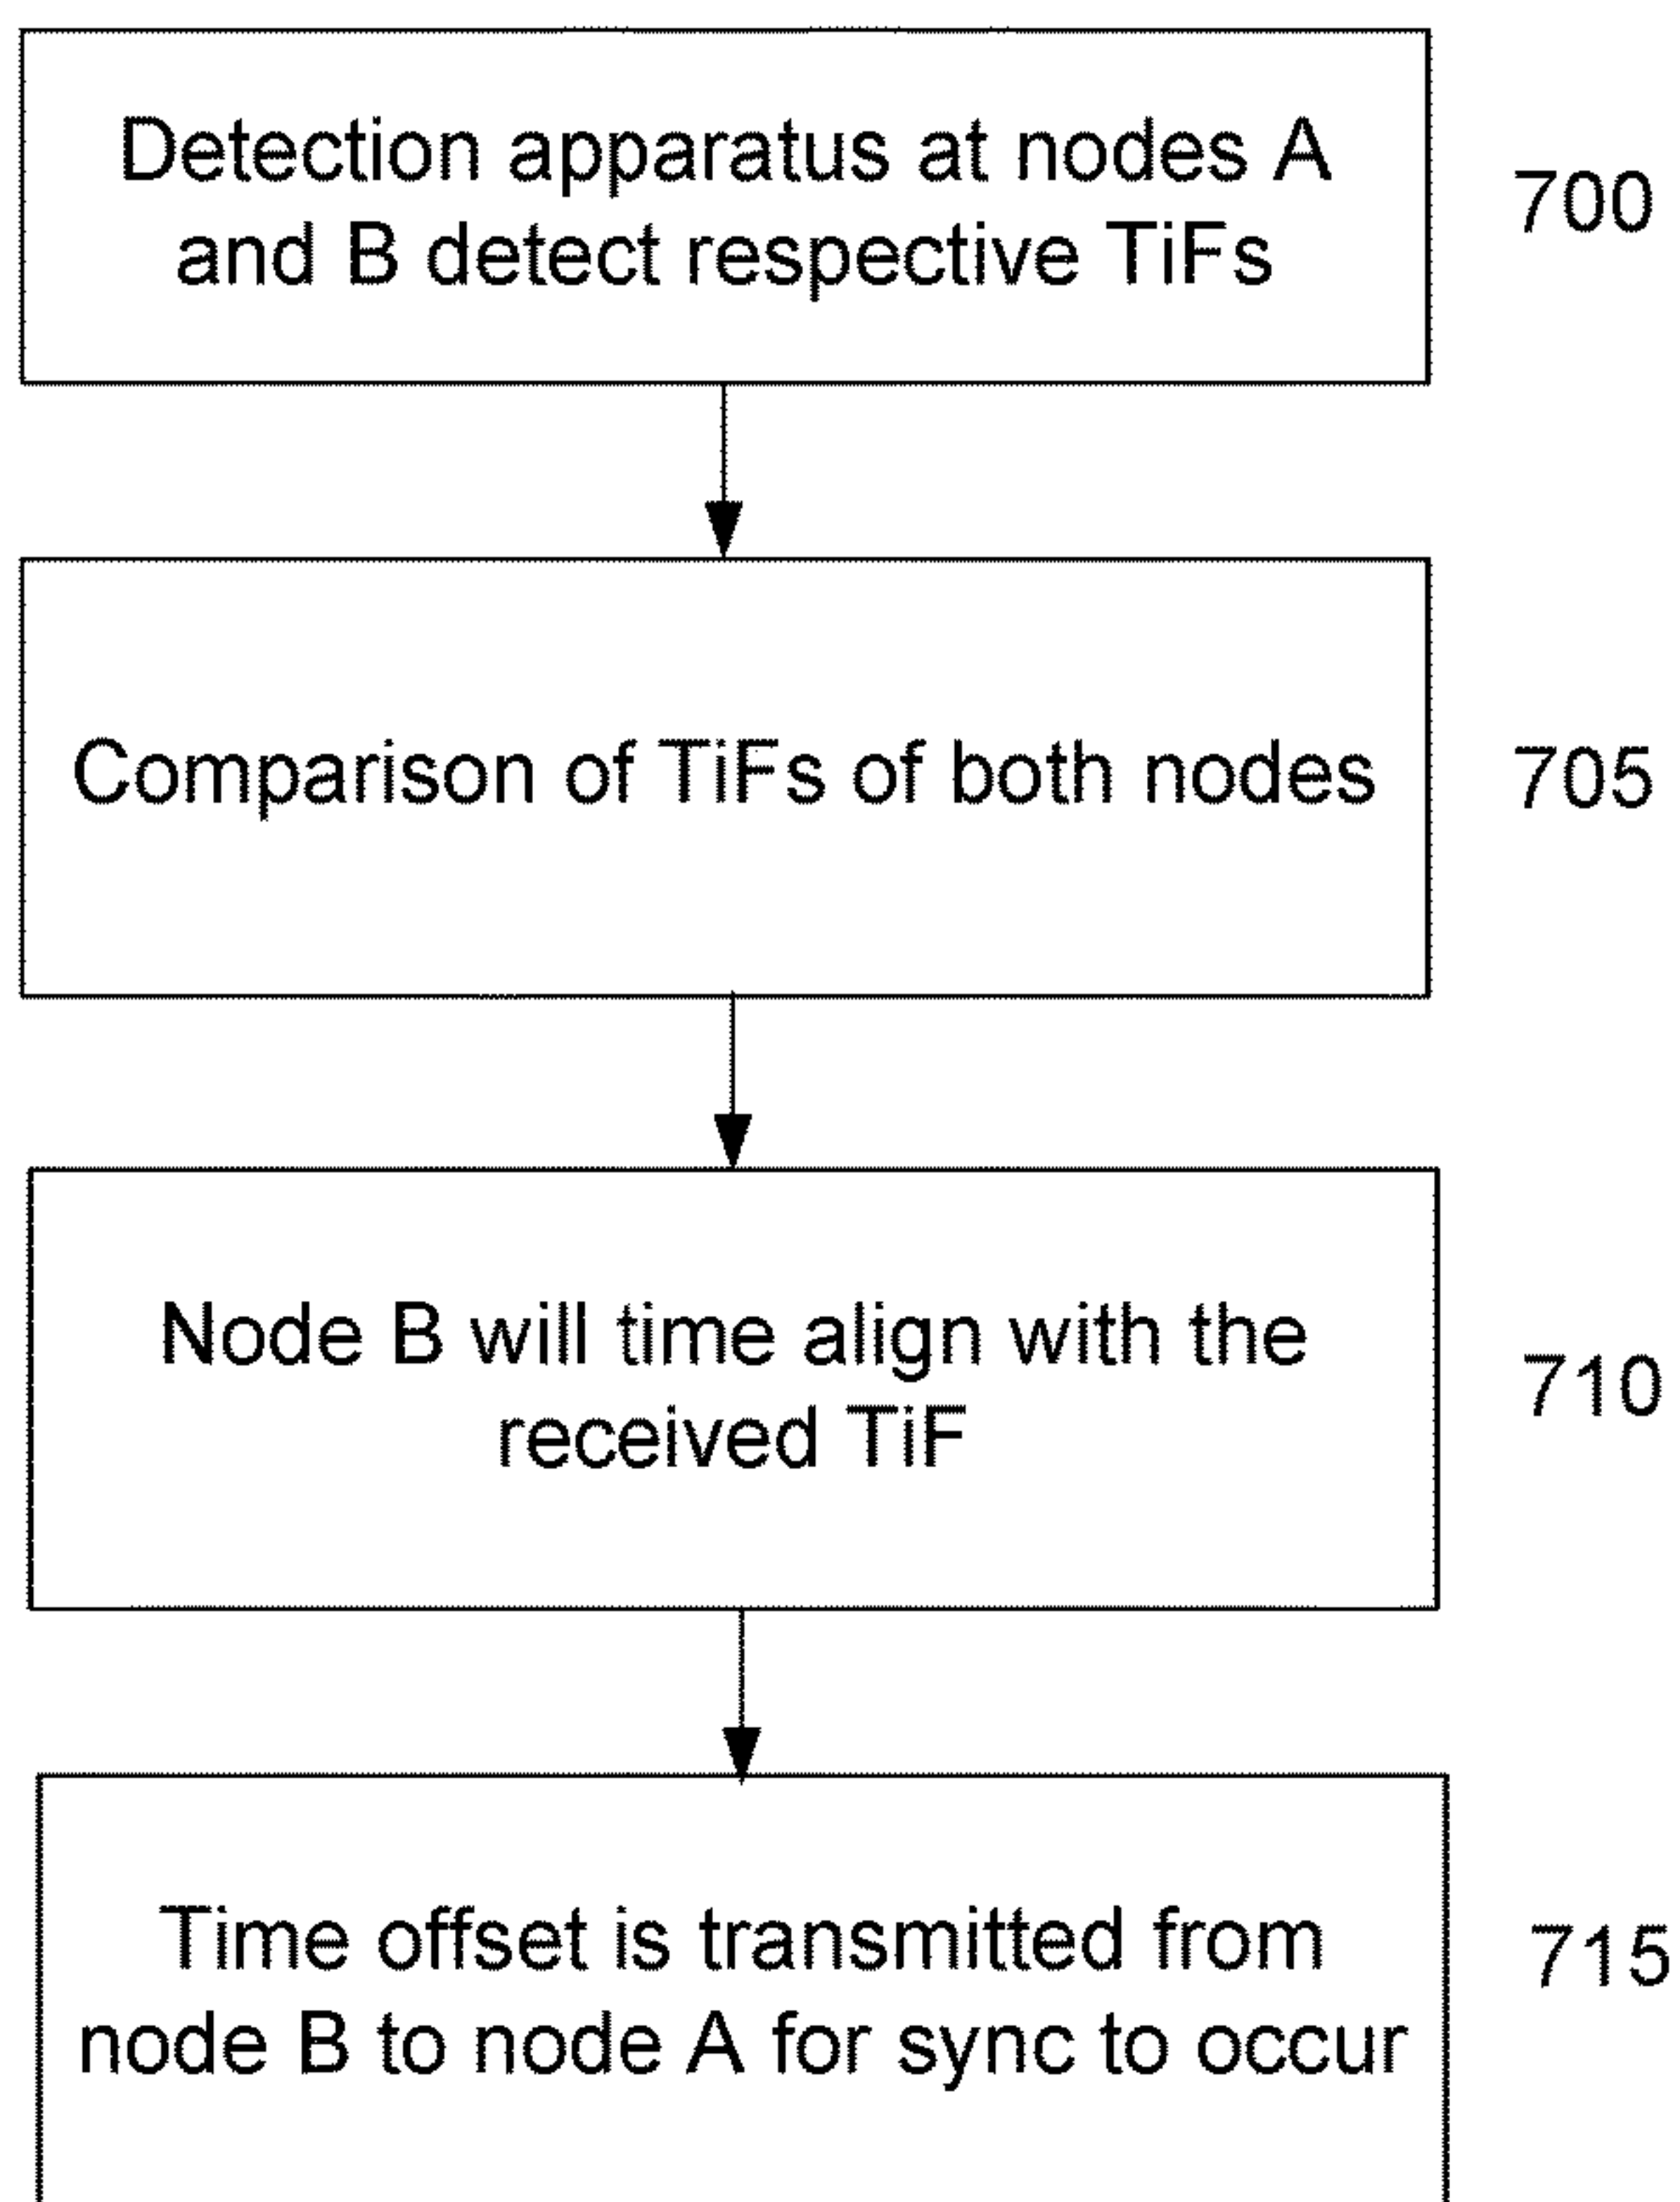 Detection apparatus at nodes A
and B detect respective TiFs
700
Comparison of TiFs of both nodes
705
Node B will time align with the
received TiF
710
Time offset is transmitted from
node B to node A for sync to occur
715